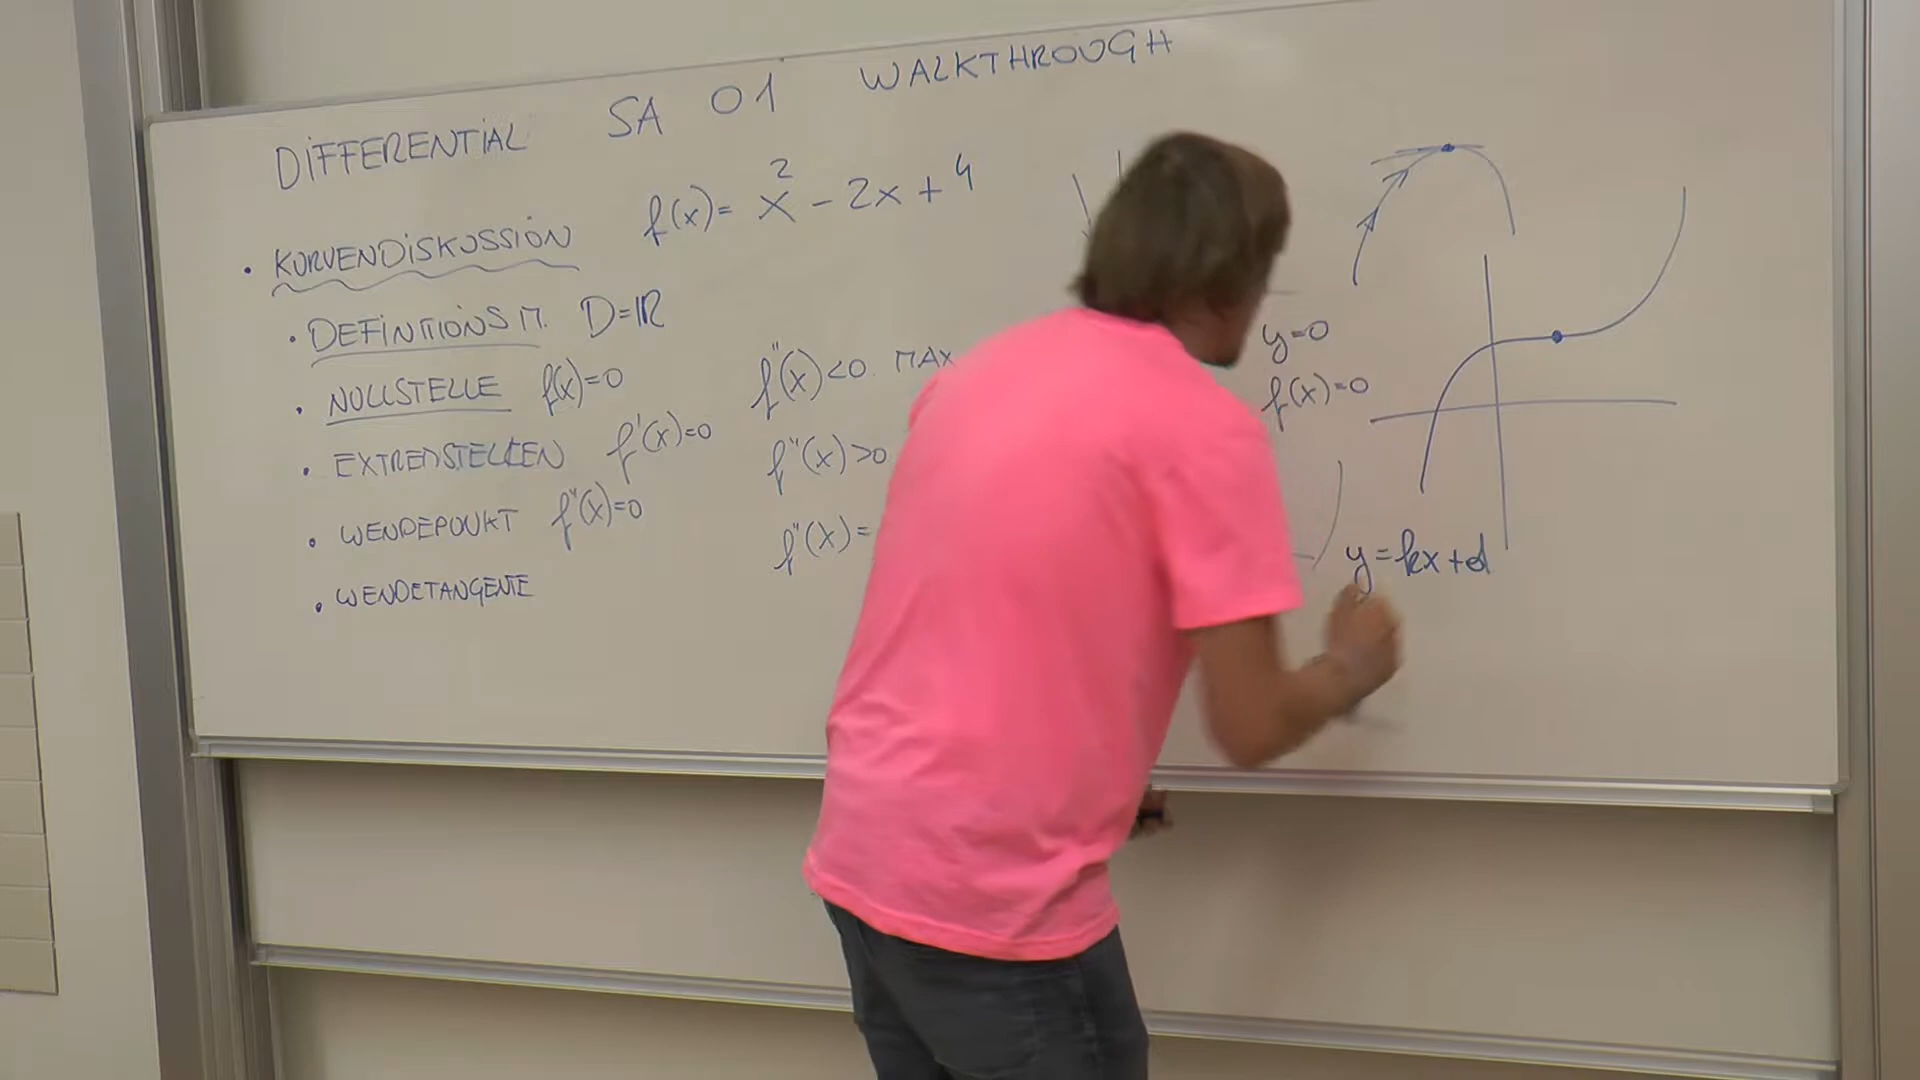 DIFFERENTIAL SA 01 WALKTHROUGH
• KURVENDISKUSSION f(x)= x² - 2x + 4
• DEFINTIONSM. D=ℝ
• NULLSTELLE f(x)=0
• EXTREMSTELLEN f'(x)=0
• WENDEPUNKT f''(x)=0
• WENDETANGENTE
f''(x)<0. MAX
f''(x)>0
f''(x)=
y=0
f(x)=0
y=kx+d